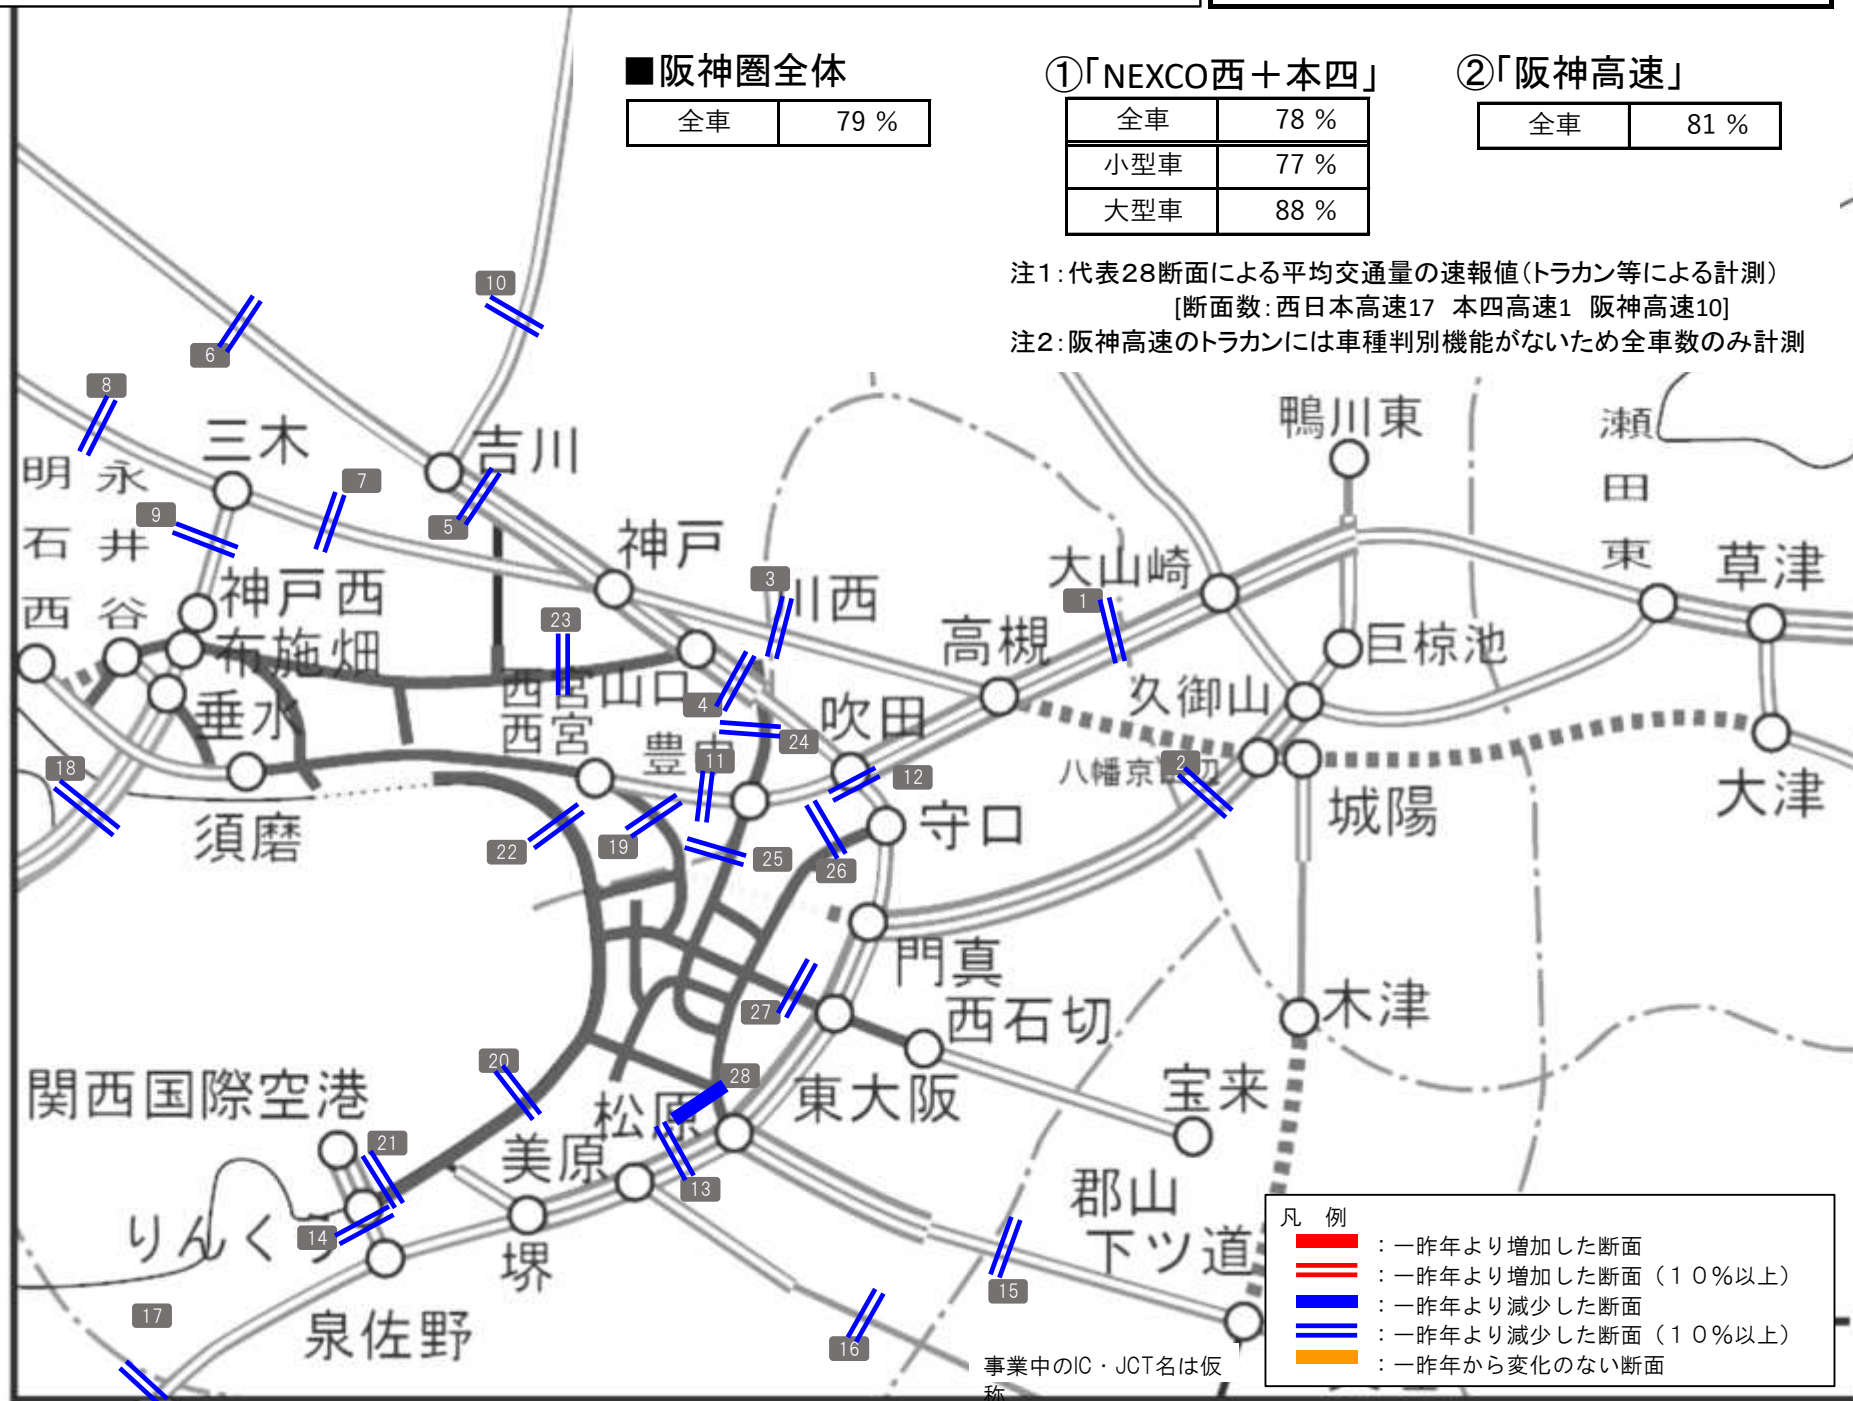 ■阪神圏全体
全車 79 %
①「NEXCO西＋本四」
全車 78 %
小型車 77 %
大型車 88 %
②「阪神高速」
全車 81 %
注１：代表２８断面による平均交通量の速報値（トラカン等による計測）
[断面数：西日本高速17 本四高速1 阪神高速10]
注２：阪神高速のトラカンには車種判別機能がないため全車数のみ計測
10
6
8
三木
吉川
鴨川東
瀬田東
明石西
永井谷
7
9
5
神戸
大山崎
草津
神戸西
3
川西
1
布施畑
23
高槻
巨椋池
西宮山口
4
久御山
垂水
西宮
吹田
24
豊中
11
18
12
八幡京田辺
2
大津
須磨
22
19
25
26
守口
城陽
門真
27
西石切
木津
20
28
関西国際空港
松原
東大阪
宝来
21
美原
13
郡山
下ツ道
りんくう
14
堺
15
17
泉佐野
16
事業中のIC・JCT名は仮
称
凡 例
：一昨年より増加した断面
：一昨年より増加した断面（１０％以上）
：一昨年より減少した断面
：一昨年より減少した断面（１０％以上）
：一昨年から変化のない断面